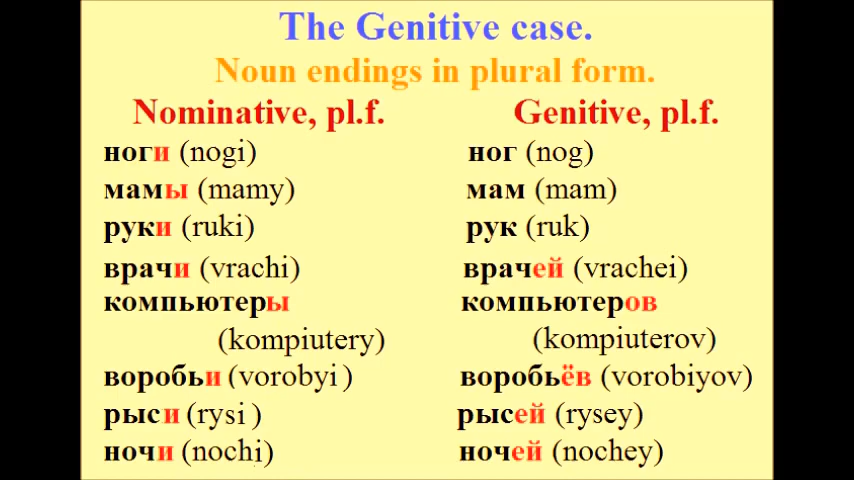 The Genitive case.
Noun endings in plural form.
Nominative, pl.f. Genitive, pl.f.
ноги (nogi) ног (nog)
мамы (mamy) мам (mam)
руки (ruki) рук (ruk)
врачи (vrachi) врачей (vrachei)
компьютеры компьютеров
(kompiutery) (kompiuterov)
воробьи (vorobyi ) воробьёв (vorobiyov)
рыси (rysi ) рысей (rysey)
ночи (nochi) ночей (nochey)